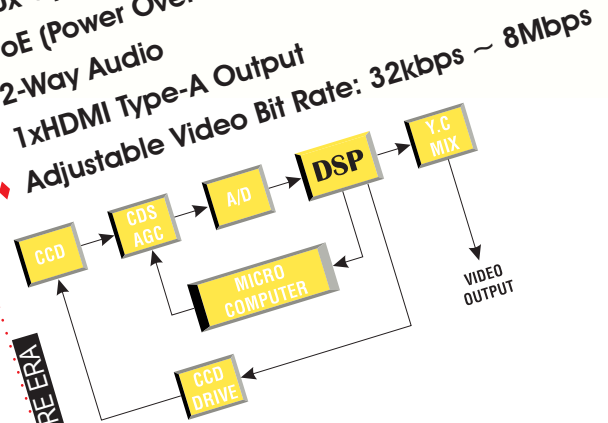 oE (Power
2-Way Audio
1xHDMI Type-A Output
Adjustable Video Bit Rate: 32kbps ~ 8Mbps
CCD
CDS
AGC
A/D
DSP
Y.C
MIX
MICRO
COMPUTER
VIDEO
OUTPUT
CCD
DRIVE
RE ERA